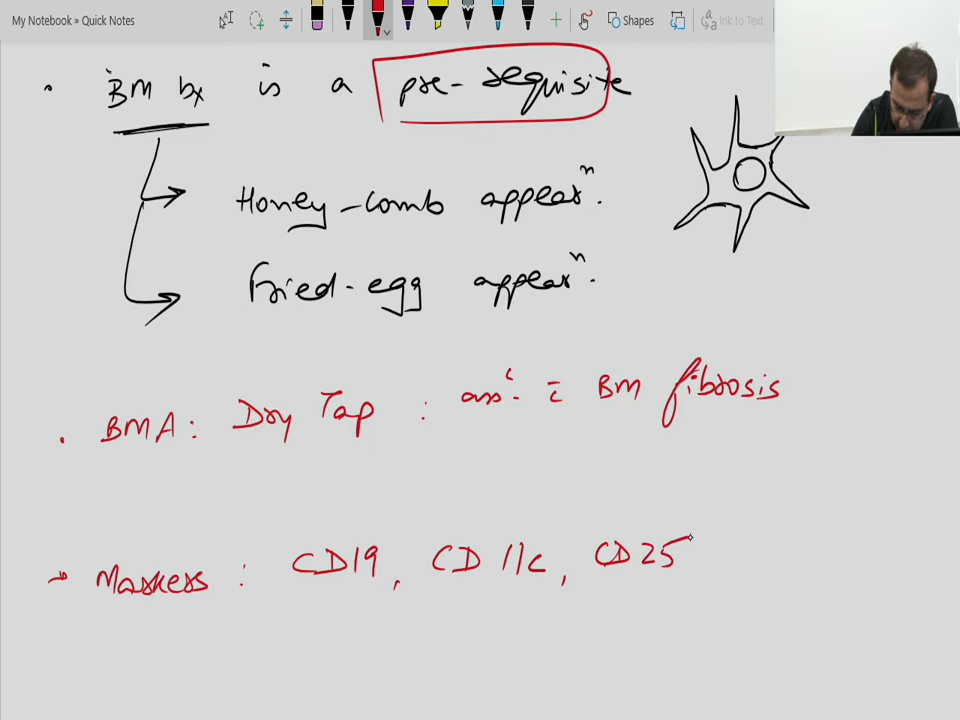 My Notebook » Quick Notes
Shapes
Ink to Text
• BM bx is a pre-requisite
Honey-comb appearⁿ.
Fried-egg appearⁿ.
• BMA: Dry Tap : assᶜ. c̄ BM fibrosis
→ Markers : CD19, CD 11c, CD25